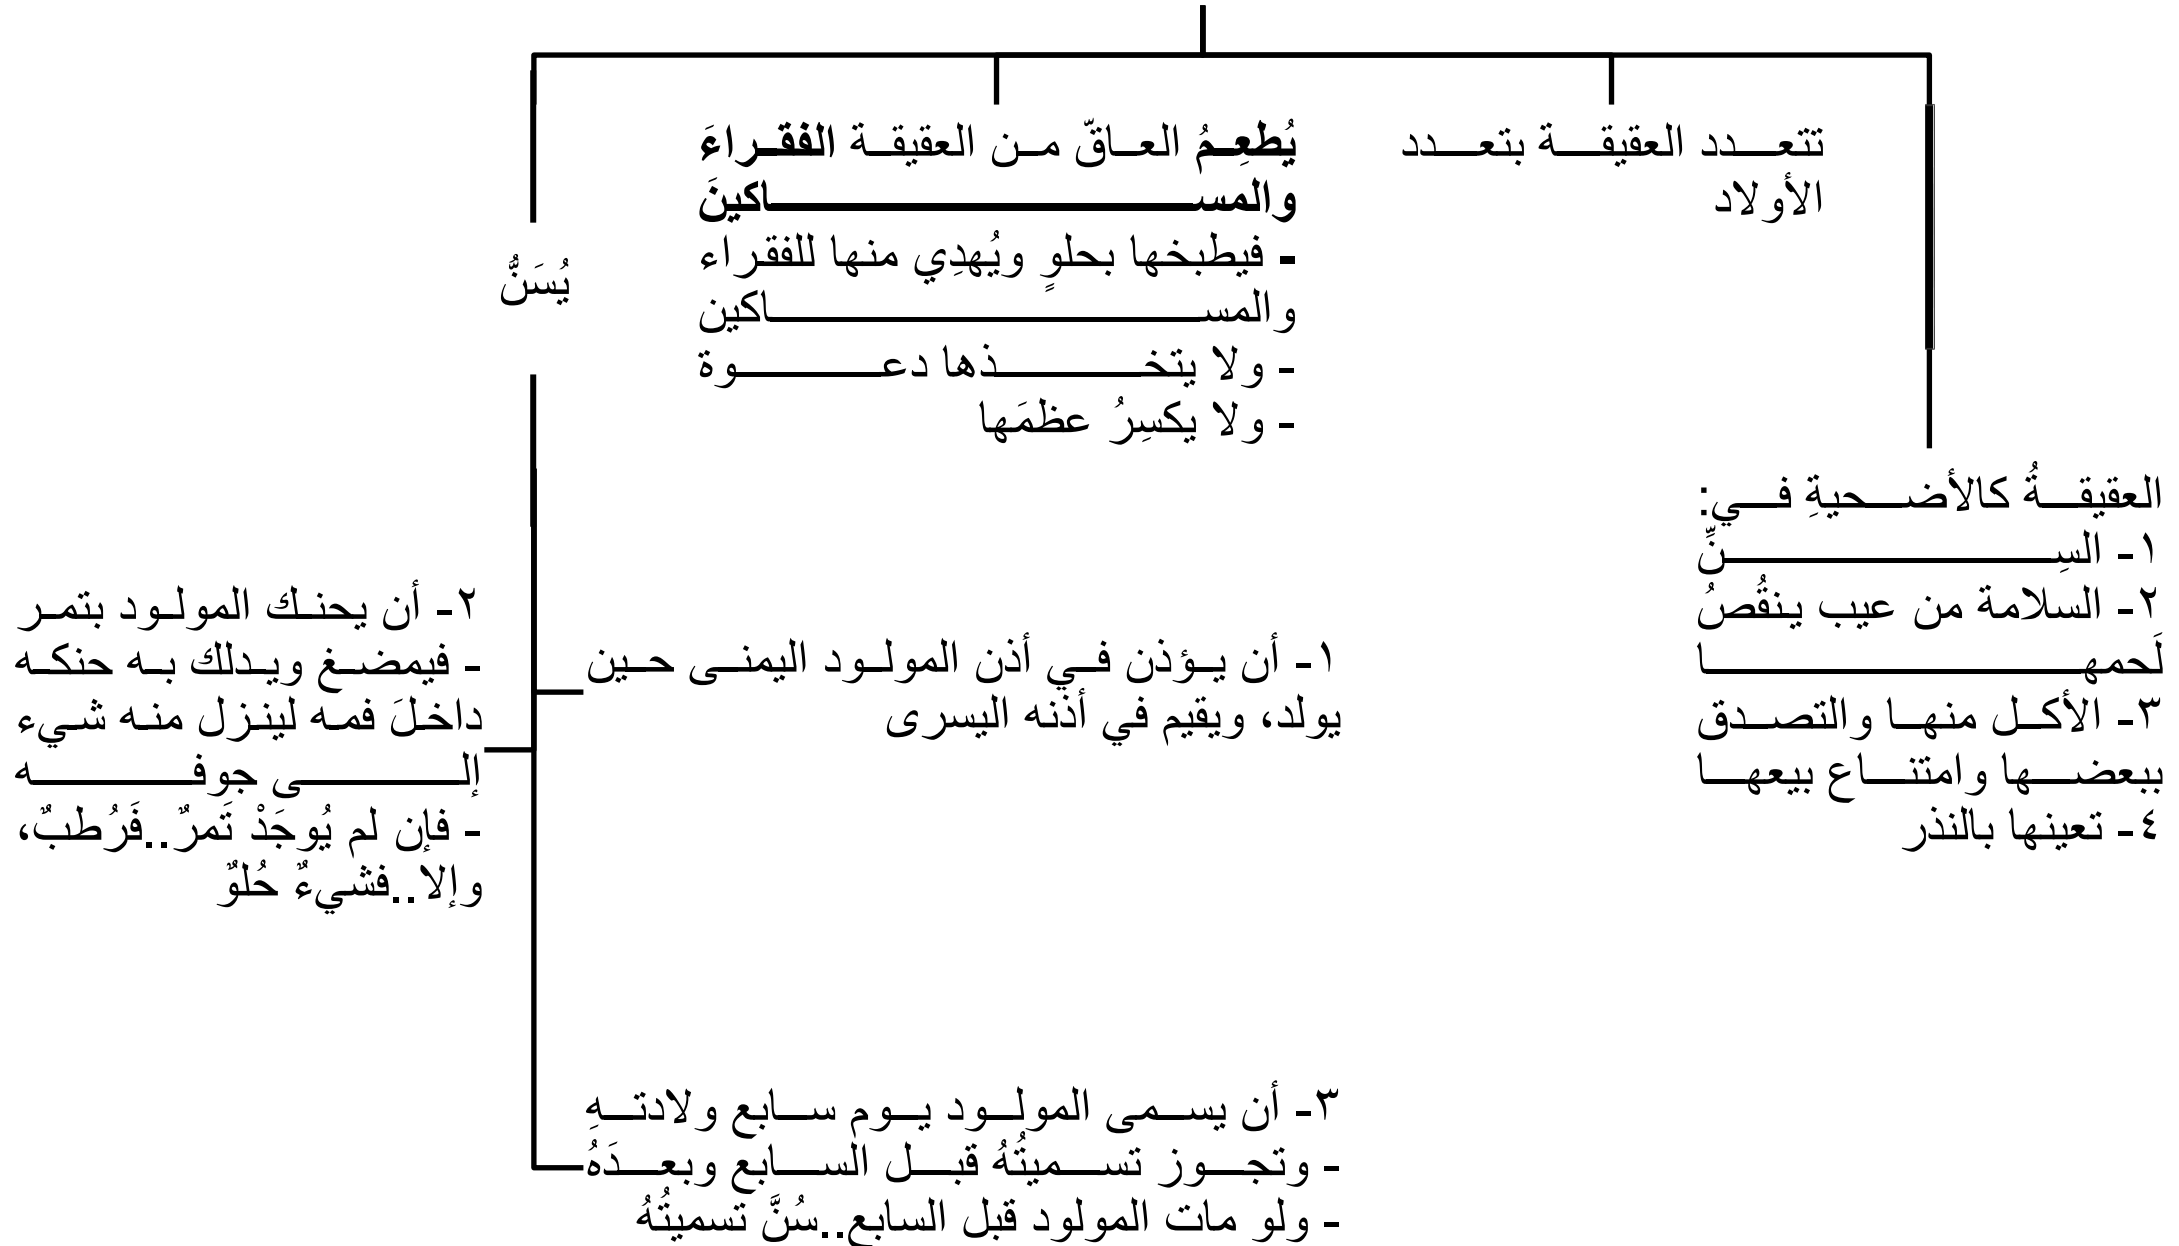 العقيقةُ كالأضحيةِ في:
١- السِنِّ
٢- السلامة من عيب ينقُصُ
لَحمها
٣- الأكل منها والتصدق
ببعضها وامتناع بيعها
٤- تعينها بالنذر
تتعدد العقيقة بتعدد
الأولاد
يُطعِمُ العاقّ من العقيقة الفقراءَ
والمساكينَ
- فيطبخها بحلوٍ ويُهدِي منها للفقراء
والمساكين
- ولا يتخذها دعوة
- ولا يكسِرُ عظمَها
يُسَنُّ
١- أن يؤذن في أذن المولود اليمنى حين
يولد، ويقيم في أذنه اليسرى
٢- أن يحنك المولود بتمر
- فيمضغ ويدلك به حنكه
داخلَ فمه لينزل منه شيء
إلى جوفه
- فإن لم يُوجَدْ تَمرٌ..فَرُطبٌ،
وإلا..فشيءٌ حُلوٌ
٣- أن يسمى المولود يوم سابع ولادتهِ
- وتجوز تسميتُهُ قبل السابع وبعدَهُ
- ولو مات المولود قبل السابع..سُنَّ تسميتُهُ